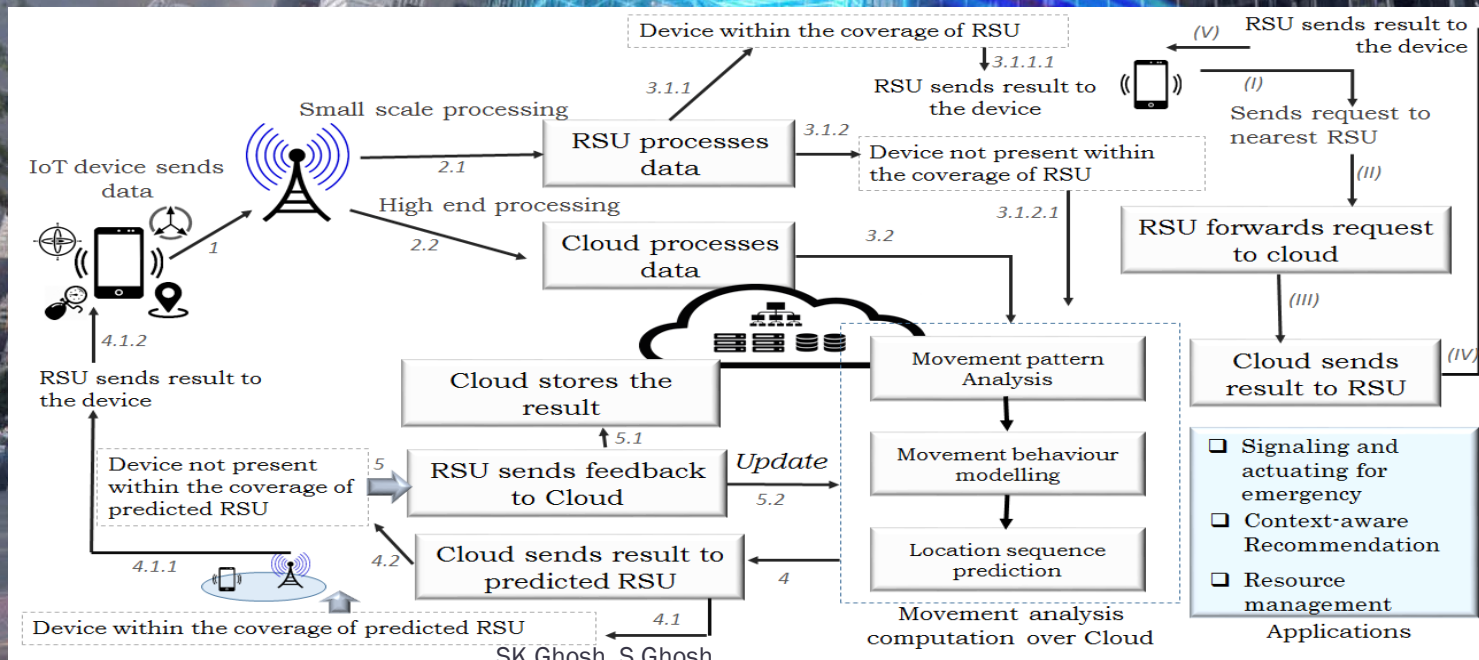 Device within the coverage of RSU
3.1.1
3.1.1.1
RSU sends result to
the device
(V)
RSU sends result to
the device
(I)
Sends request to
nearest RSU
(II)
Small scale processing
2.1
RSU processes
data
3.1.2
Device not present within
the coverage of RSU
3.1.2.1
IoT device sends
data
1
High end processing
2.2
Cloud processes
data
3.2
RSU forwards request
to cloud
(III)
Cloud sends
result to RSU
(IV)
4.1.2
RSU sends result to
the device
Cloud stores the
result
5.1
Movement pattern
Analysis
Movement behaviour
modelling
Location sequence
prediction
Movement analysis
computation over Cloud
Device not present
within the coverage of
predicted RSU
5
RSU sends feedback
to Cloud
Update
5.2
4.2
Cloud sends result to
predicted RSU
4
4.1.1
4.1
Device within the coverage of predicted RSU
Signaling and
actuating for
emergency
Context-aware
Recommendation
Resource
management
Applications
SK Ghosh, S Ghosh